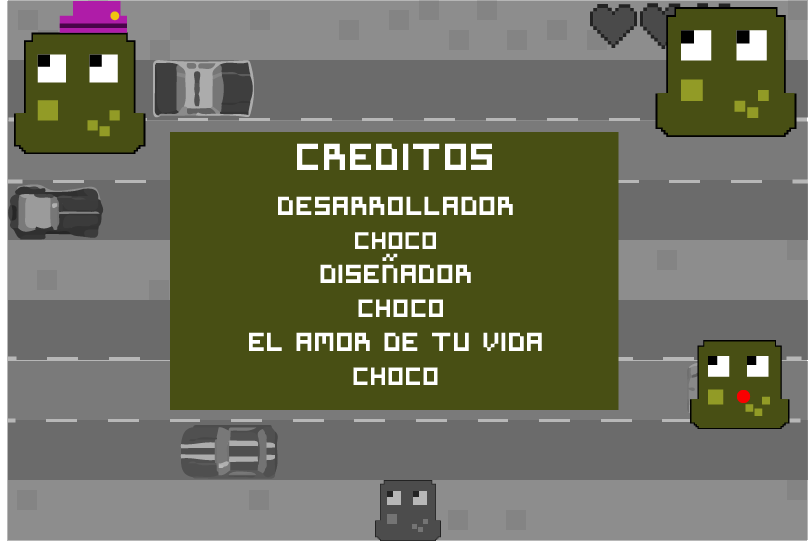 CREDITOS
DESARROLLADOR
CHOCO
DISEÑADOR
CHOCO
EL AMOR DE TU VIDA
CHOCO